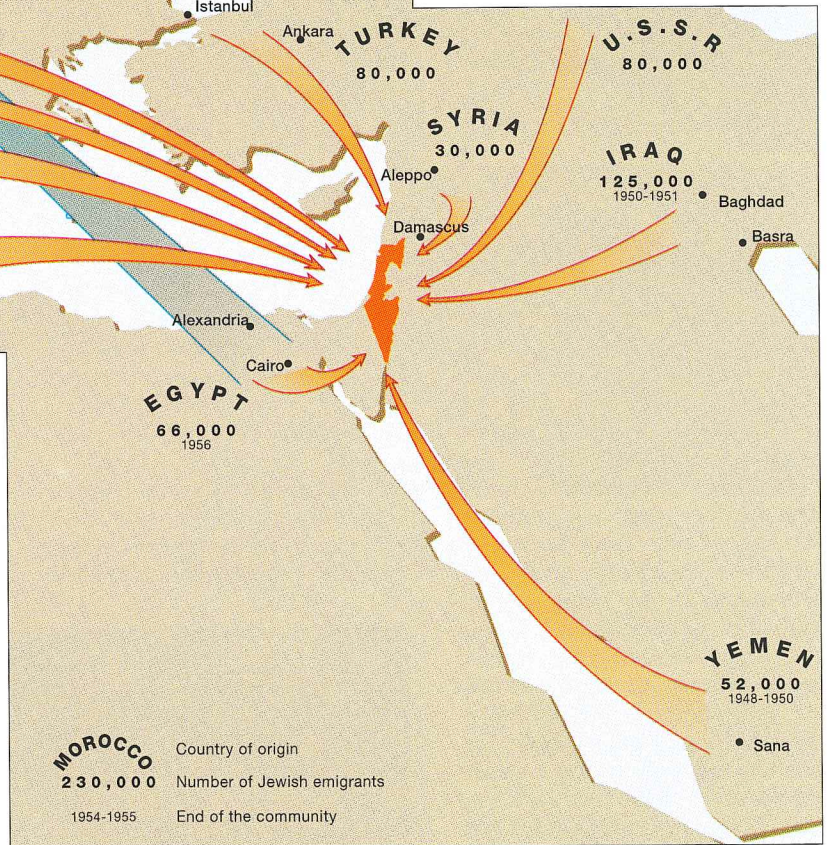 Istanbul
Ankara
TURKEY
80,000
U.S.S.R
80,000
SYRIA
30,000
Aleppo
Damascus
IRAQ
125,000
1950-1951
Baghdad
Basra
Alexandria
Cairo
EGYPT
66,000
1956
YEMEN
52,000
1948-1950
Sana
MOROCCO
Country of origin
230,000
Number of Jewish emigrants
1954-1955
End of the community